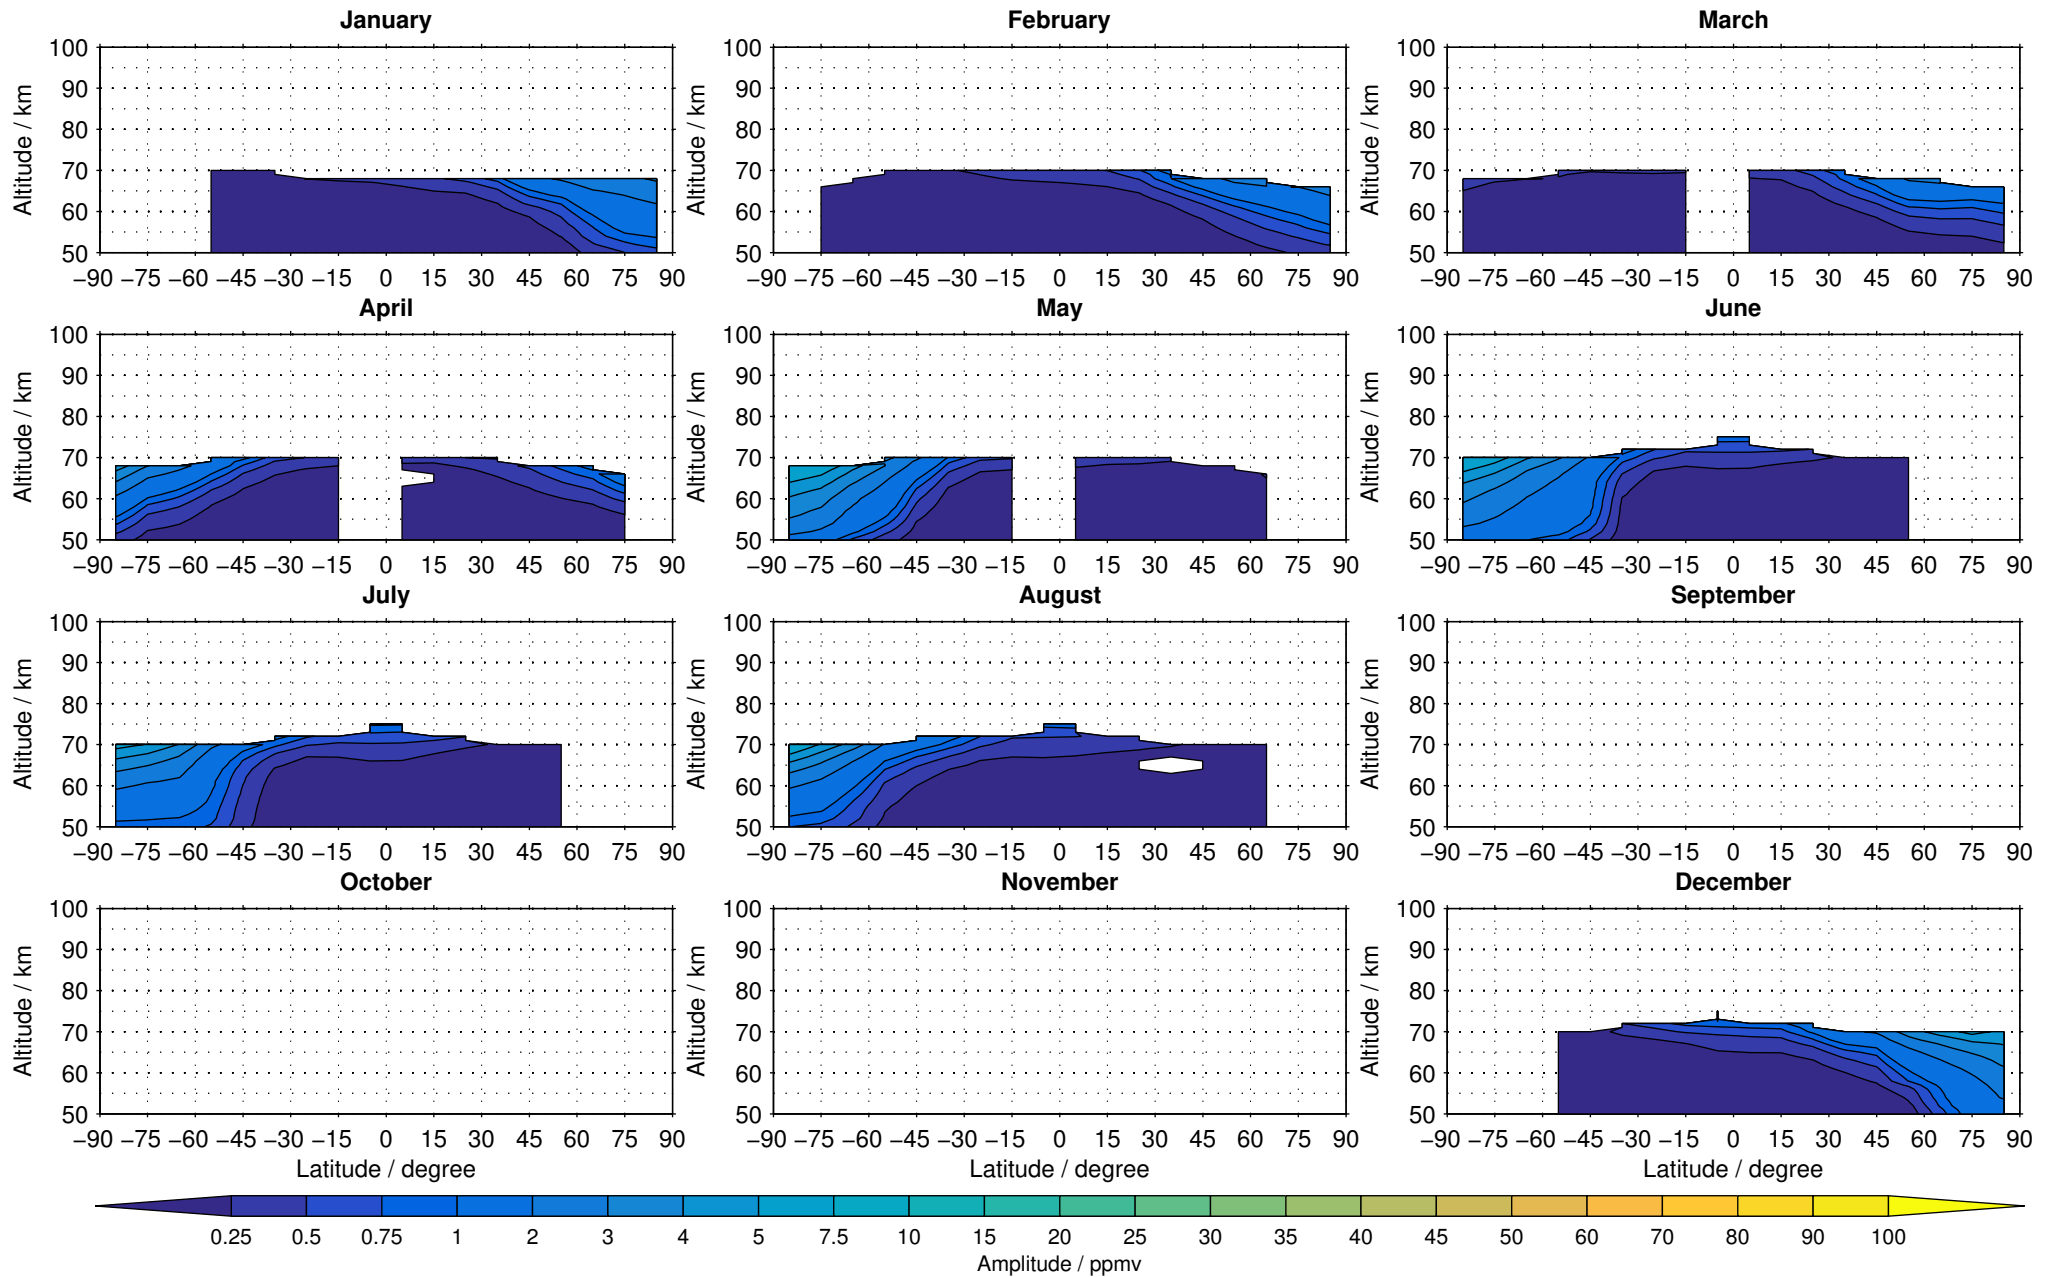 January February March
100 100 100
90 90 90
80 80 80
70 70 70
60 60 60
50 50 50
Altitude / km Altitude / km Altitude / km
−90 −75 −60 −45 −30 −15 0 15 30 45 60 75 90 −90 −75 −60 −45 −30 −15 0 15 30 45 60 75 90 −90 −75 −60 −45 −30 −15 0 15 30 45 60 75 90
April May June
100 100 100
90 90 90
80 80 80
70 70 70
60 60 60
50 50 50
Altitude / km Altitude / km Altitude / km
−90 −75 −60 −45 −30 −15 0 15 30 45 60 75 90 −90 −75 −60 −45 −30 −15 0 15 30 45 60 75 90 −90 −75 −60 −45 −30 −15 0 15 30 45 60 75 90
July August September
100 100 100
90 90 90
80 80 80
70 70 70
60 60 60
50 50 50
Altitude / km Altitude / km Altitude / km
−90 −75 −60 −45 −30 −15 0 15 30 45 60 75 90 −90 −75 −60 −45 −30 −15 0 15 30 45 60 75 90 −90 −75 −60 −45 −30 −15 0 15 30 45 60 75 90
October November December
100 100 100
90 90 90
80 80 80
70 70 70
60 60 60
50 50 50
Altitude / km Altitude / km Altitude / km
−90 −75 −60 −45 −30 −15 0 15 30 45 60 75 90 −90 −75 −60 −45 −30 −15 0 15 30 45 60 75 90 −90 −75 −60 −45 −30 −15 0 15 30 45 60 75 90
Latitude / degree Latitude / degree Latitude / degree
0.25 0.5 0.75 1 2 3 4 5 7.5 10 15 20 25 30 35 40 45 50 60 70 80 90 100
Amplitude / ppmv